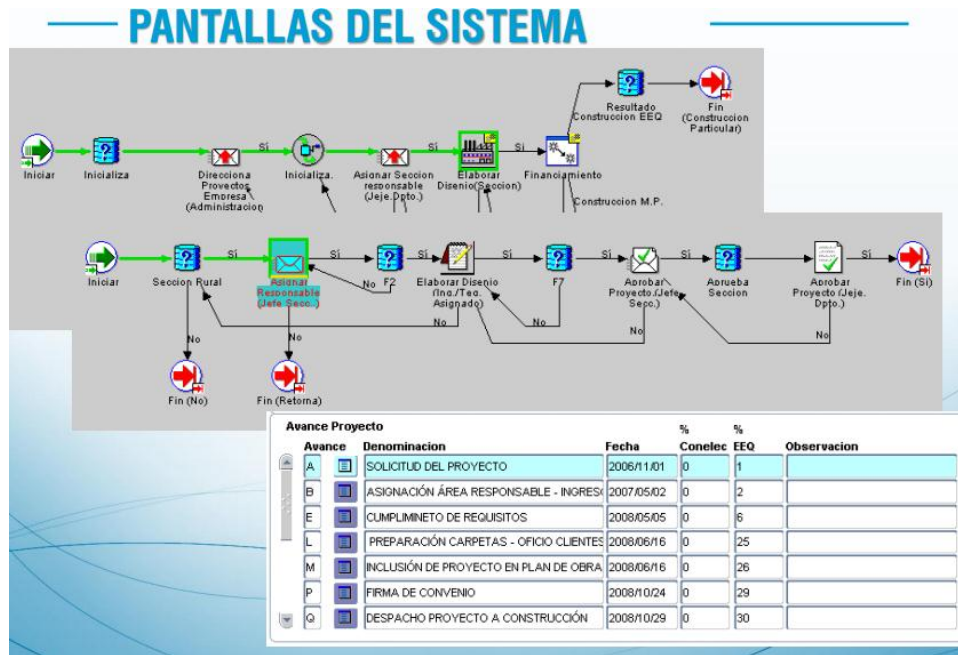 PANTALLAS DEL SISTEMA
Resultado
Construccion EEQ
Fin
(Construccion
Particular)
Sí
Sí
Sí
Iniciar
Inicializa
Direcciona
Proyectos
Empresa
(Administracion
Inicializa.
Asignar Seccion
responsable
(Jeje.Dpto.)
Elaborar
Disenio(Seccion)
Financiamiento
Construccion M.P.
Sí
Sí
Sí
Sí
Sí
Sí
Sí
Iniciar
Seccion Rural
Asignar
Responsable
(Jefe Secc.)
No
F2
Elaborar Disenio
(Ing./Teq.
Asignado)
F7
Aprobar
Proyecto.(Jefe
Secc.)
Aprueba
Seccion
Aprobar
Proyecto (Jeje.
Dpto.)
Fin (Si)
No
No
No
No
No
No
Fin (No)
Fin (Retorna)
Avance Proyecto
% %
Avance Denominacion Fecha Conelec EEQ Observacion
A SOLICITUD DEL PROYECTO 2006/11/01 0 1
B ASIGNACIÓN ÁREA RESPONSABLE - INGRESO 2007/05/02 0 2
E CUMPLIMINETO DE REQUISITOS 2008/05/05 0 6
L PREPARACIÓN CARPETAS - OFICIO CLIENTES 2008/06/16 0 25
M INCLUSIÓN DE PROYECTO EN PLAN DE OBRA 2008/06/16 0 26
P FIRMA DE CONVENIO 2008/10/24 0 29
Q DESPACHO PROYECTO A CONSTRUCCIÓN 2008/10/29 0 30